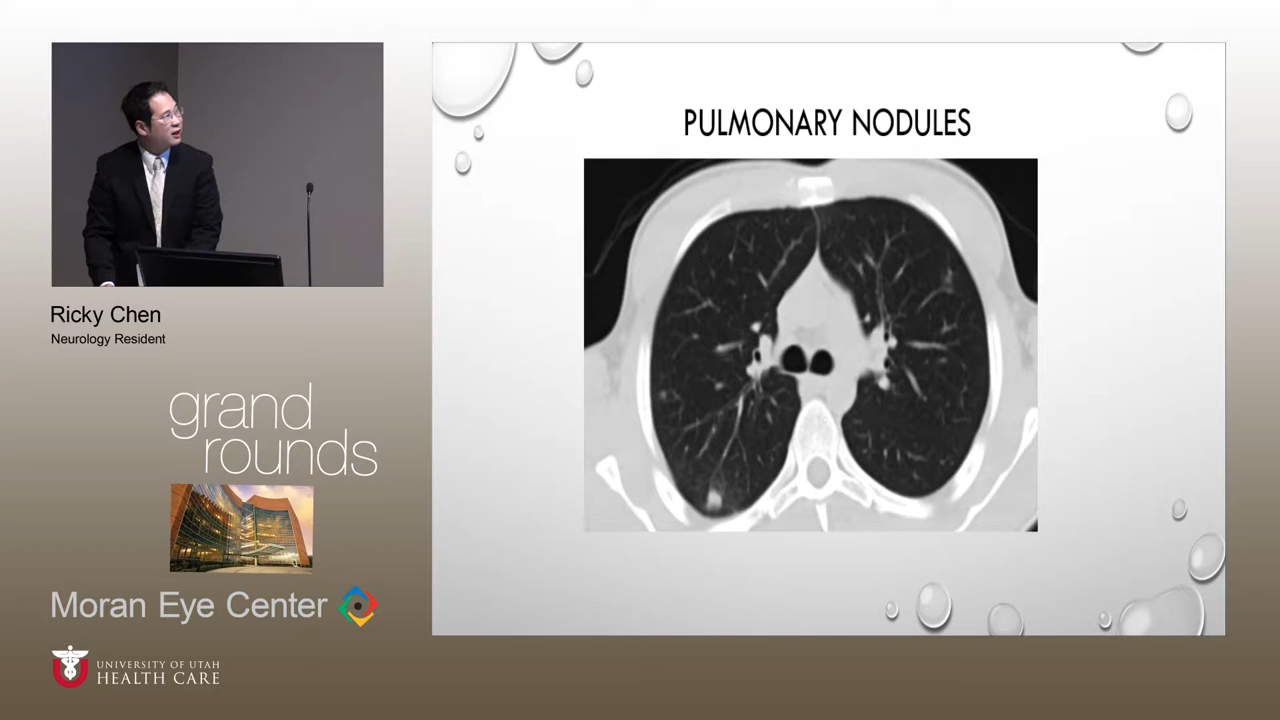 PULMONARY NODULES
Ricky Chen
Neurology Resident
grand
rounds
Moran Eye Center
UNIVERSITY OF UTAH
HEALTH CARE